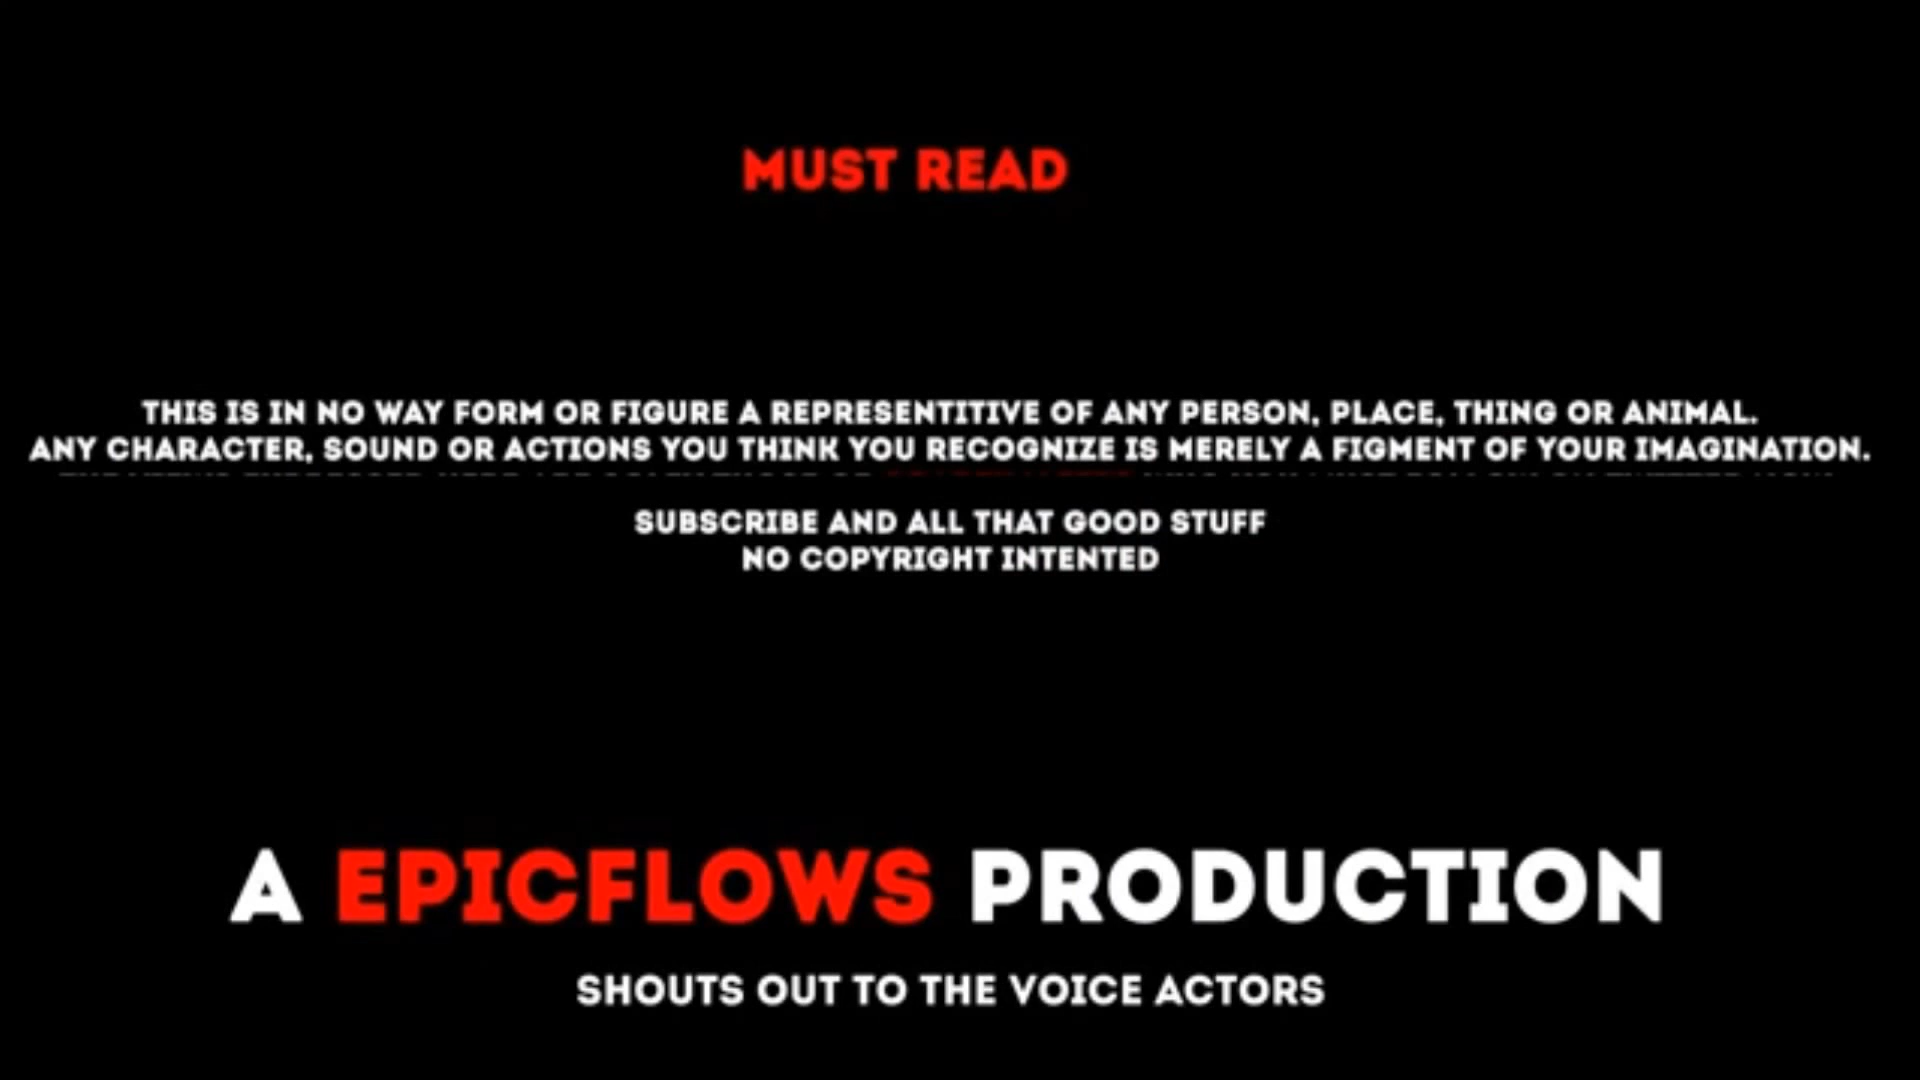 MUST READ
THIS IS IN NO WAY FORM OR FIGURE A REPRESENTITIVE OF ANY PERSON, PLACE, THING OR ANIMAL.
ANY CHARACTER, SOUND OR ACTIONS YOU THINK YOU RECOGNIZE IS MERELY A FIGMENT OF YOUR IMAGINATION.
SUBSCRIBE AND ALL THAT GOOD STUFF
NO COPYRIGHT INTENTED
A EPICFLOWS PRODUCTION
SHOUTS OUT TO THE VOICE ACTORS